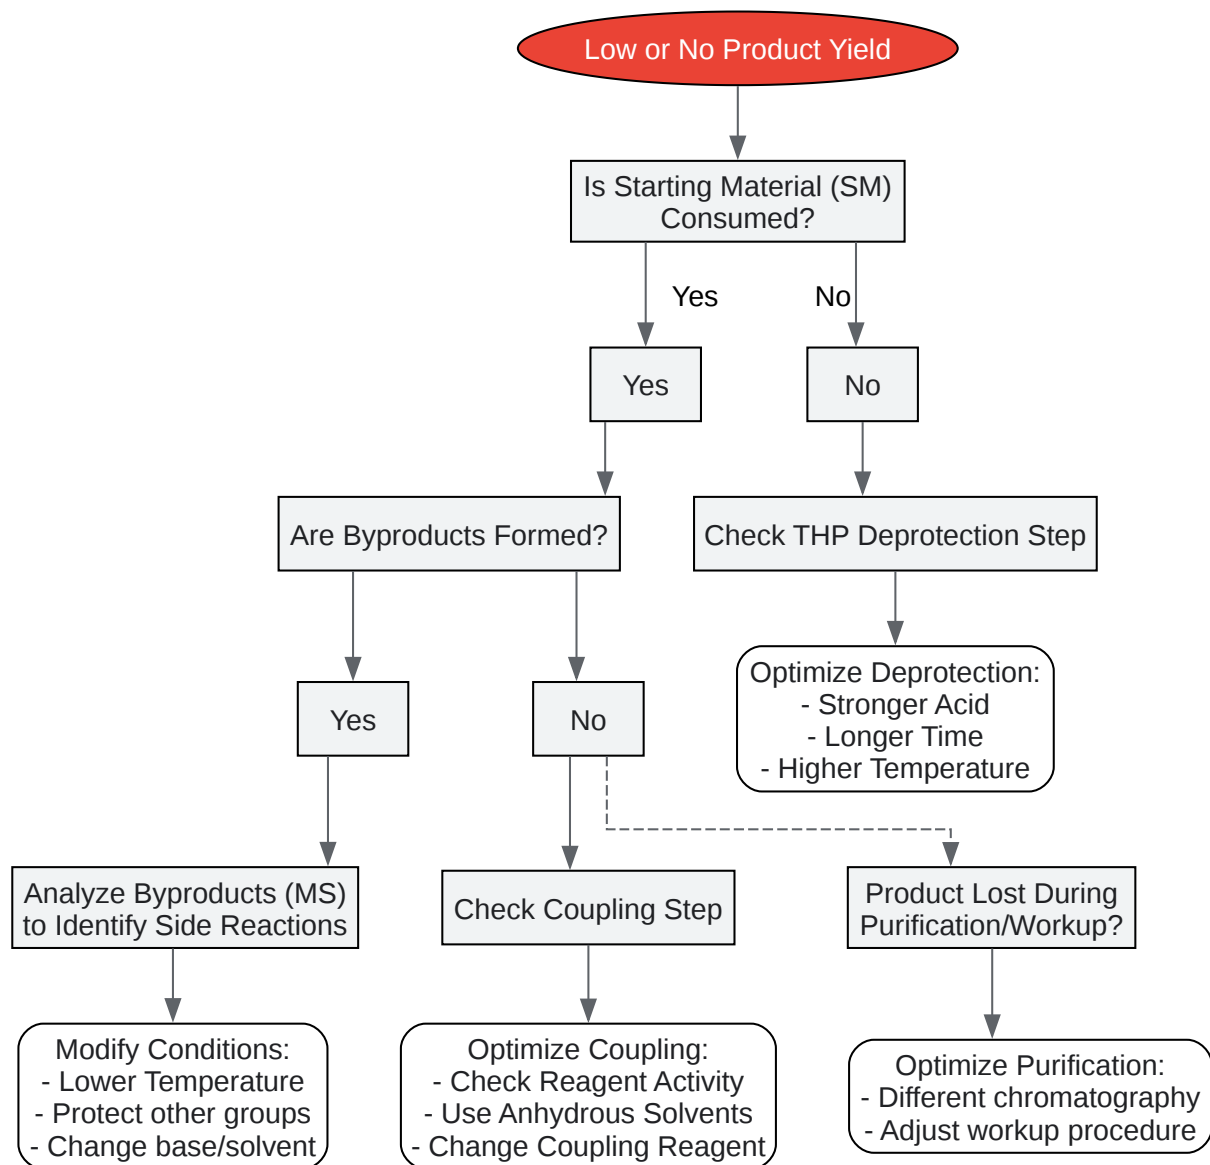 Low or No Product Yield
Is Starting Material (SM)
Consumed?
Yes
No
Yes
No
Are Byproducts Formed?
Check THP Deprotection Step
Optimize Deprotection:
- Stronger Acid
- Longer Time
- Higher Temperature
Yes
No
Analyze Byproducts (MS)
to Identify Side Reactions
Check Coupling Step
Product Lost During
Purification/Workup?
Modify Conditions:
- Lower Temperature
- Protect other groups
- Change base/solvent
Optimize Coupling:
- Check Reagent Activity
- Use Anhydrous Solvents
- Change Coupling Reagent
Optimize Purification:
- Different chromatography
- Adjust workup procedure